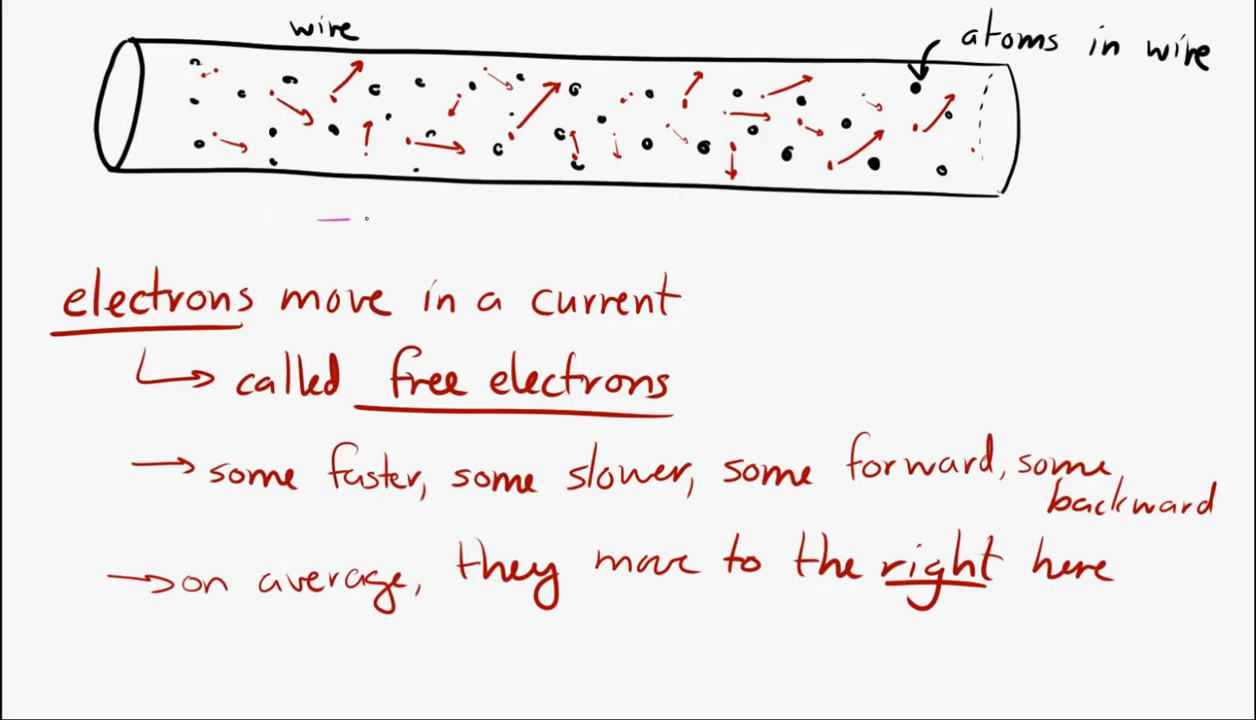 wire
atoms in wire
electrons move in a current
called free electrons
→ some faster, some slower, some forward, some
backward
→ on average, they move to the right here